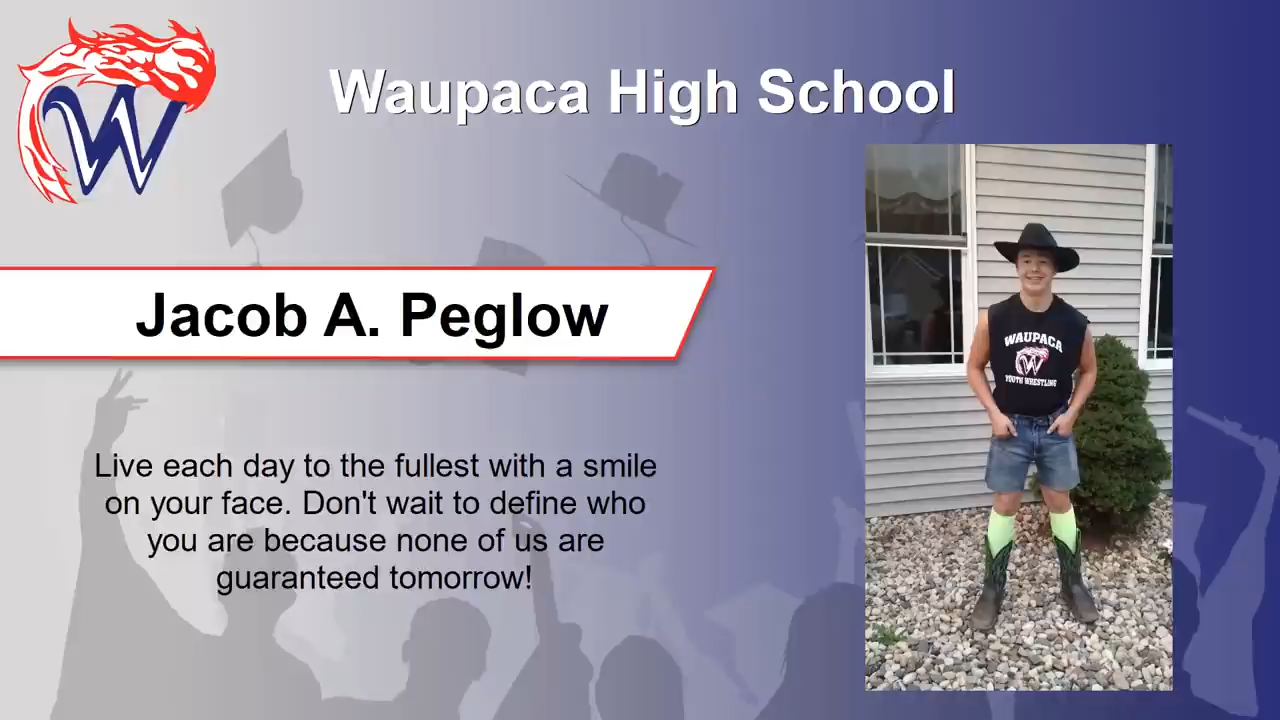 Waupaca High School
Jacob A. Peglow
Live each day to the fullest with a smile
on your face. Don't wait to define who
you are because none of us are
guaranteed tomorrow!
W
WAUPACA
W
YOUTH WRESTLING